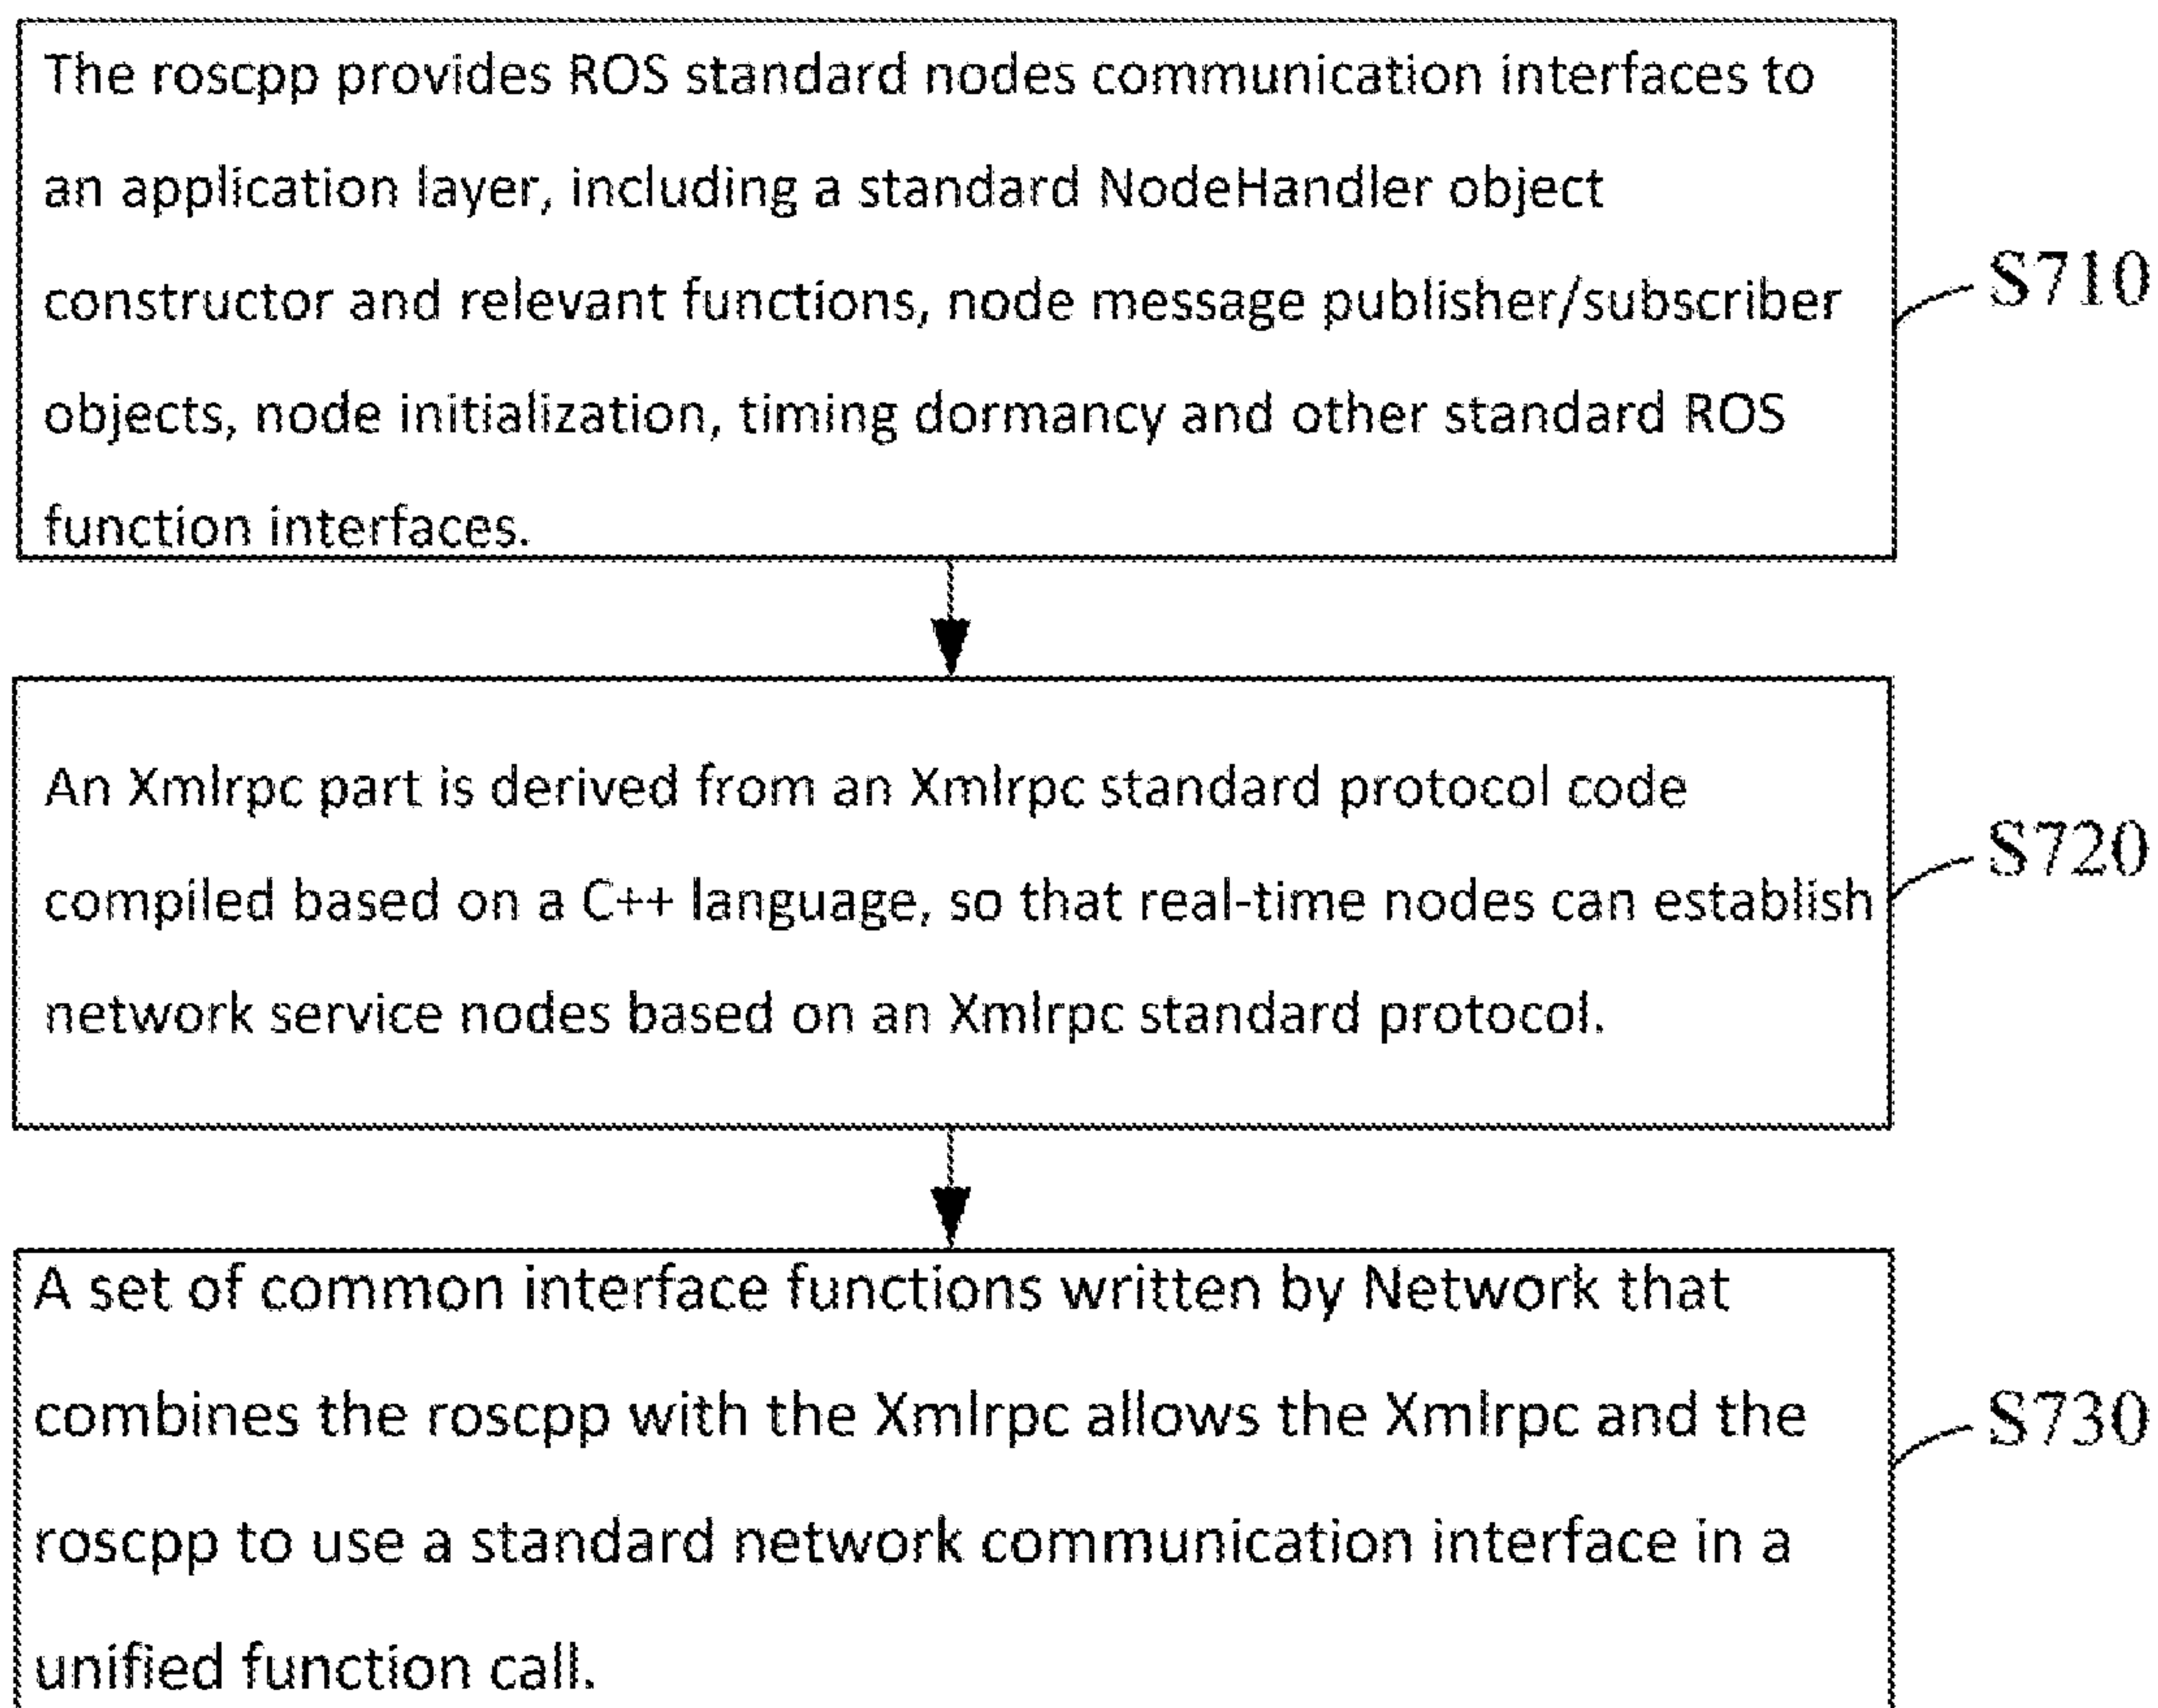 The roscpp provides ROS standard nodes communication interfaces to
an application layer, including a standard NodeHandler object
constructor and relevant functions, node message publisher/subscriber
objects, node initialization, timing dormancy and other standard ROS
function interfaces.
S710
An Xmlrpc part is derived from an Xmlrpc standard protocol code
compiled based on a C++ language, so that real-time nodes can establish
network service nodes based on an Xmlrpc standard protocol.
S720
A set of common interface functions written by Network that
combines the roscpp with the Xmlrpc allows the Xmlrpc and the
roscpp to use a standard network communication interface in a
unified function call.
S730